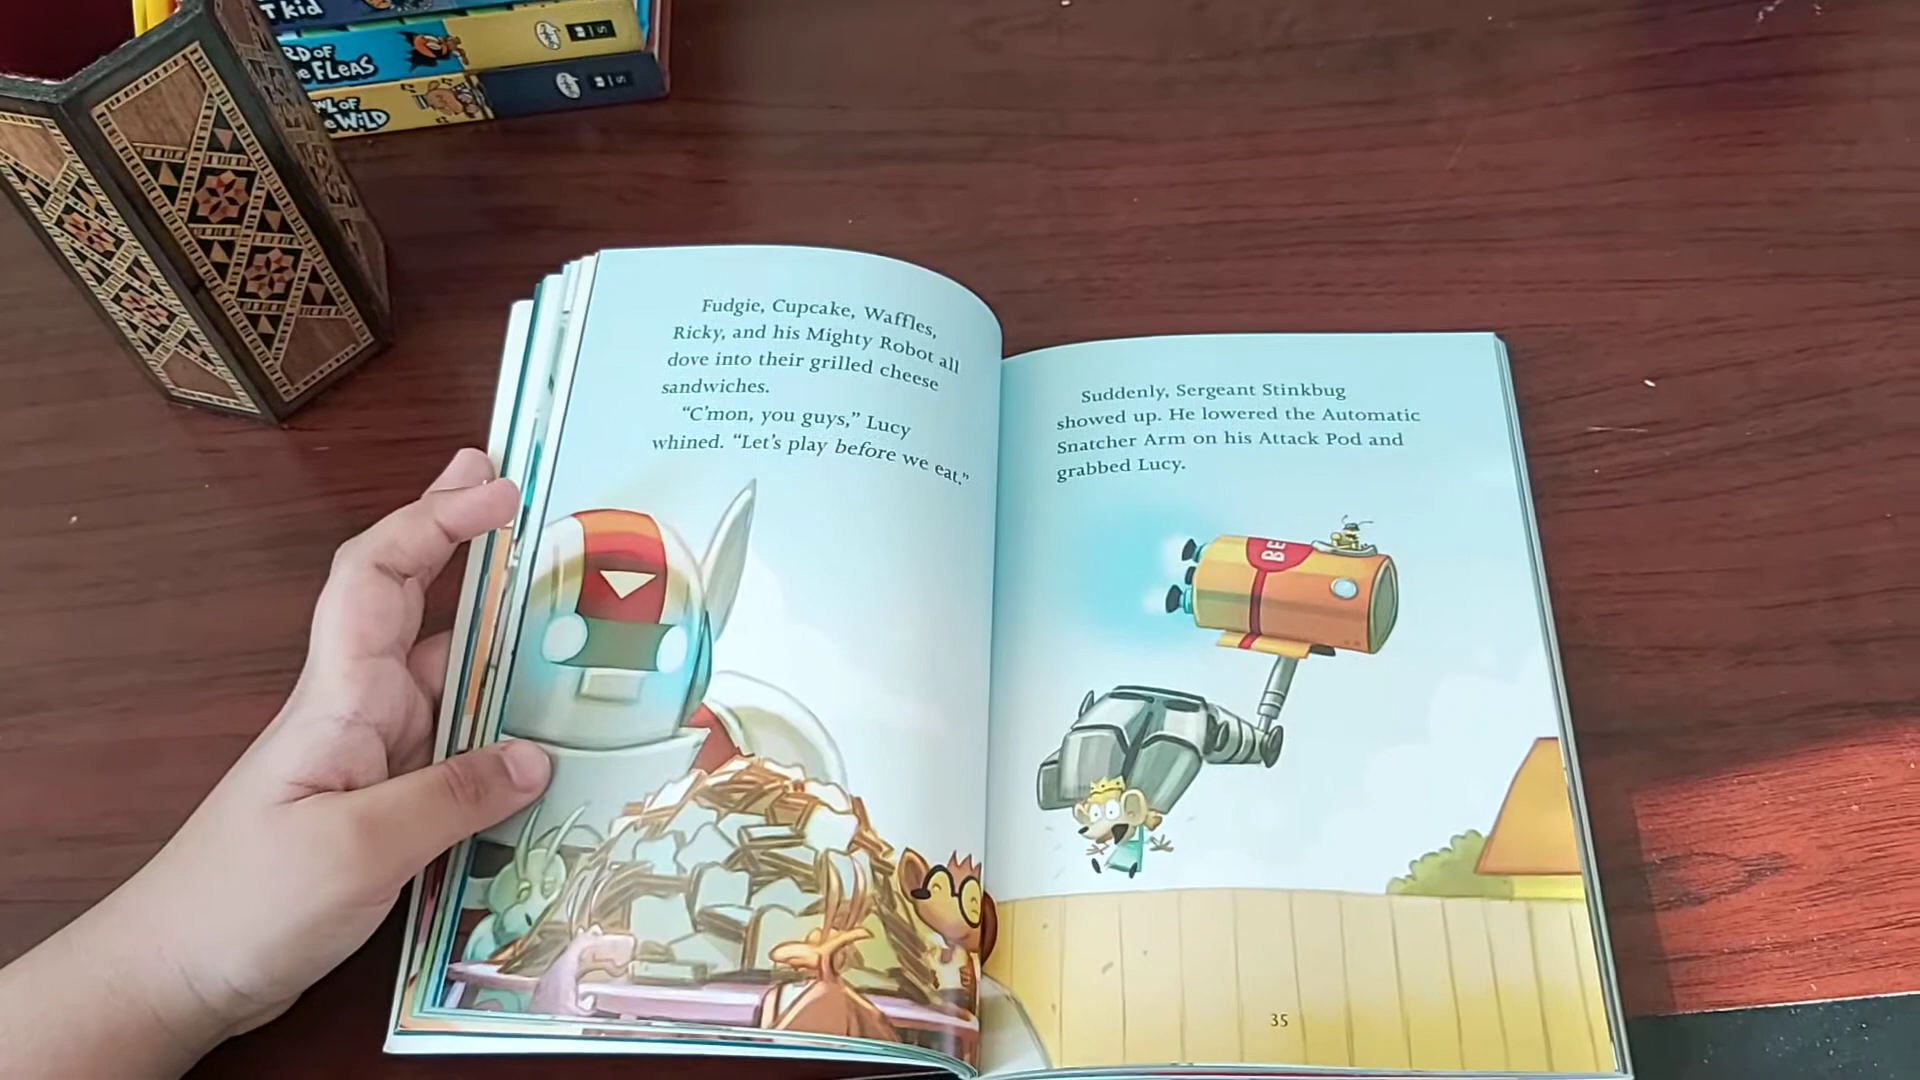 T KiD
RD OF
e FLeas
WL OF
e WiLD
Fudgie, Cupcake, Waffles,
Ricky, and his Mighty Robot all
dove into their grilled cheese
sandwiches.
“C’mon, you guys,” Lucy
whined. “Let’s play before we eat.”
Suddenly, Sergeant Stinkbug
showed up. He lowered the Automatic
Snatcher Arm on his Attack Pod and
grabbed Lucy.
BE
35